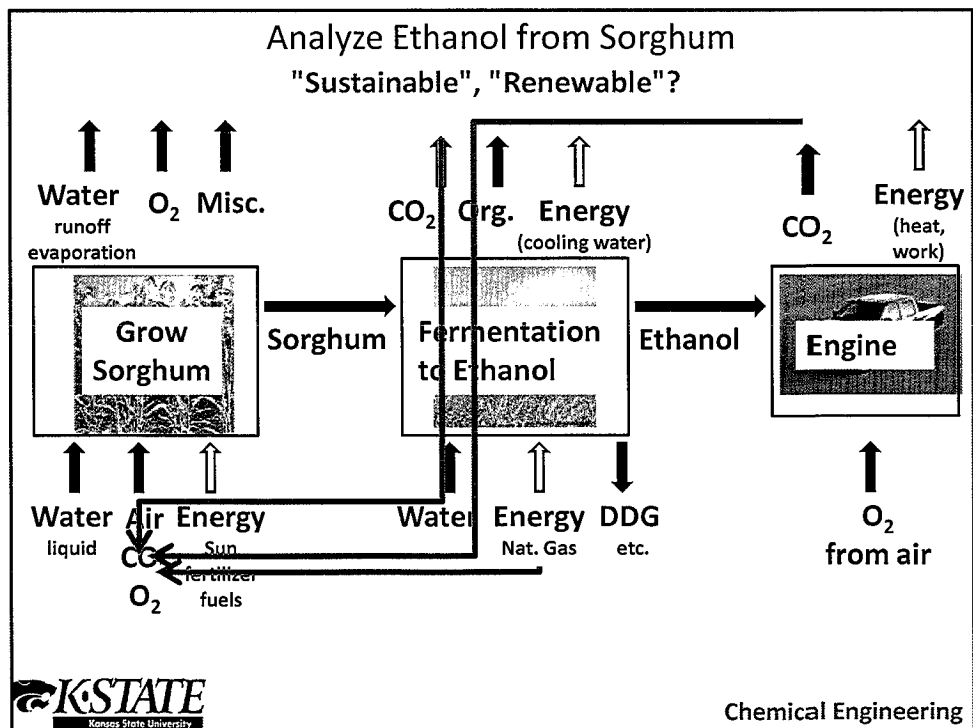 Analyze Ethanol from Sorghum
"Sustainable", "Renewable"?
Water
runoff
evaporation
O₂
Misc.
CO₂
Org.
Energy
(cooling water)
CO₂
Energy
(heat,
work)
Grow
Sorghum
Sorghum
Fermentation
to Ethanol
Ethanol
Engine
Water
liquid
Air
CO
O₂
Energy
Sun
fertilizer
fuels
Water
Energy
Nat. Gas
DDG
etc.
O₂
from air
K-STATE
Kansas State University
Chemical Engineering